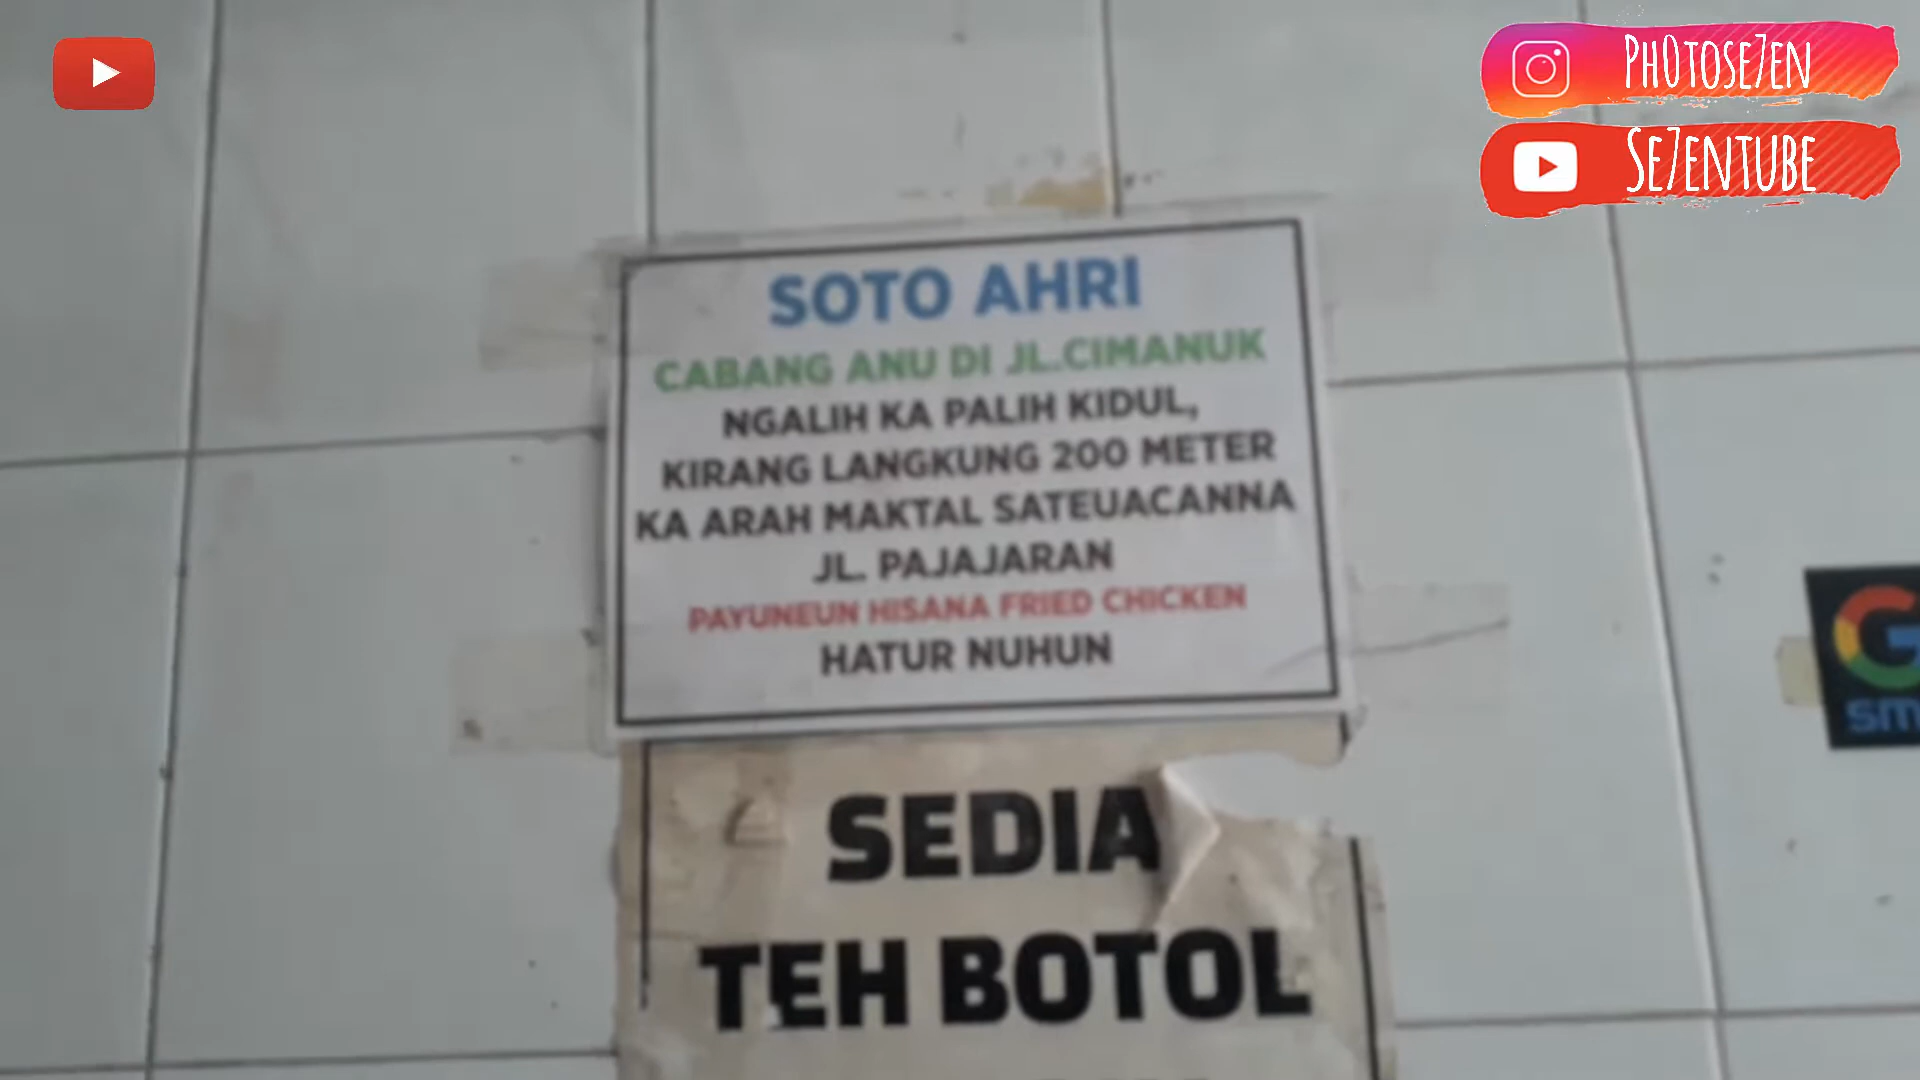 PH0TOSE7EN
SE7ENTUBE
SOTO AHRI
CABANG ANU DI JL.CIMANUK
NGALIH KA PALIH KIDUL,
KIRANG LANGKUNG 200 METER
KA ARAH MAKTAL SATEUACANNA
JL. PAJAJARAN
PAYUNEUN HISANA FRIED CHICKEN
HATUR NUHUN
SEDIA
TEH BOTOL